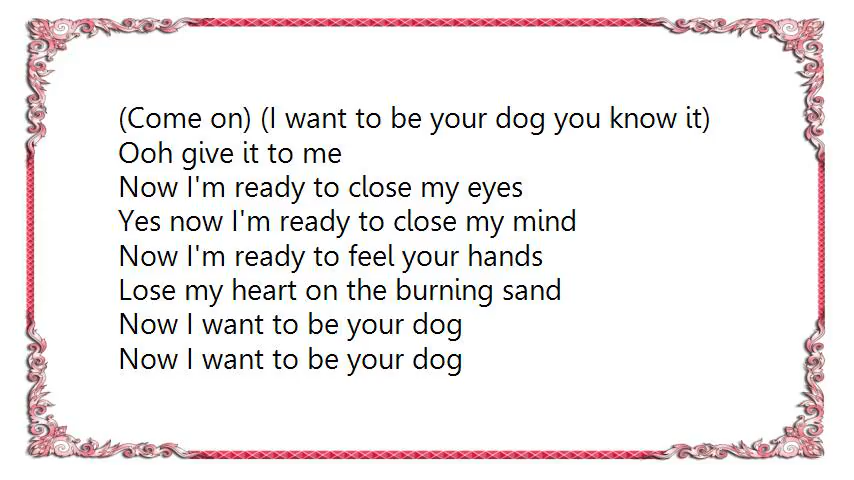 (Come on) (I want to be your dog you know it)
Ooh give it to me
Now I'm ready to close my eyes
Yes now I'm ready to close my mind
Now I'm ready to feel your hands
Lose my heart on the burning sand
Now I want to be your dog
Now I want to be your dog